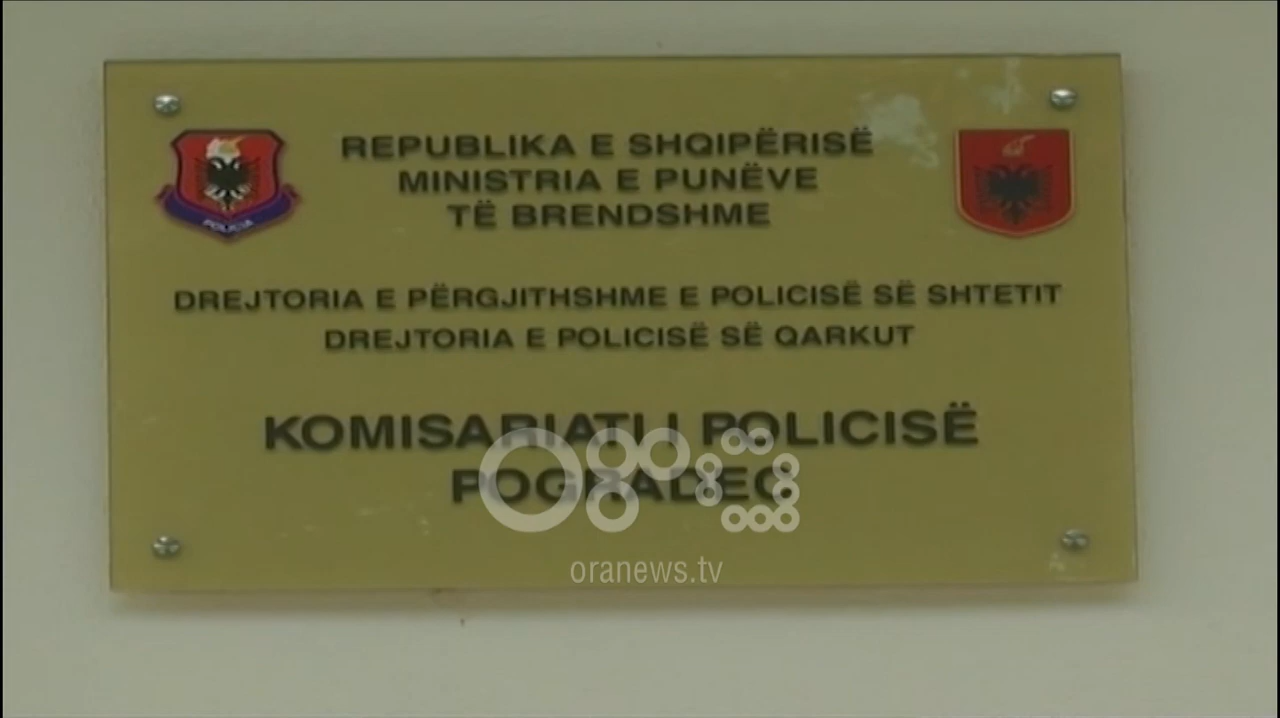 REPUBLIKA E SHQIPËRISË
MINISTRIA E PUNËVE
TË BRENDSHME
POLICIA
DREJTORIA E PËRGJITHSHME E POLICISË SË SHTETIT
DREJTORIA E POLICISË SË QARKUT
KOMISARIATI I POLICISË
POGRADEC
oranews.tv